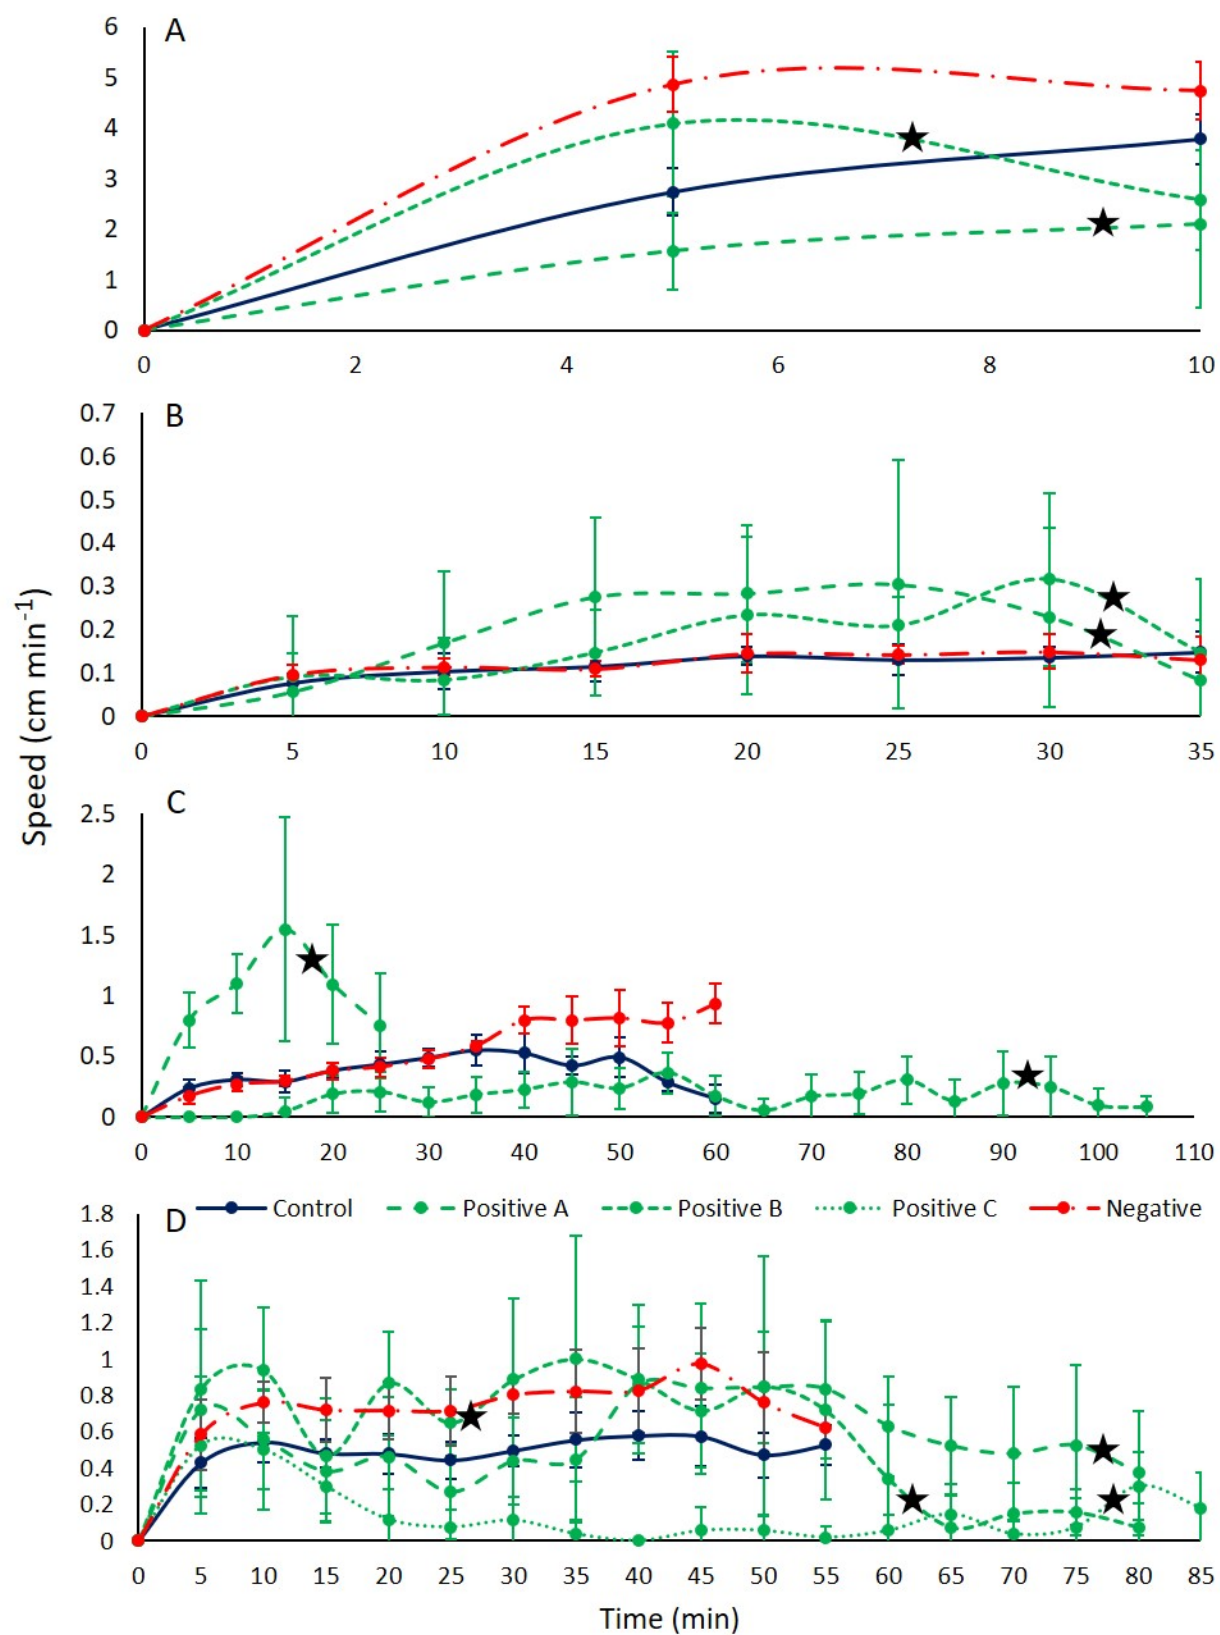 A
6
5
4
3
2
1
0
0 2 4 6 8 10
B
0.7
0.6
0.5
0.4
0.3
0.2
0.1
0
0 5 10 15 20 25 30 35
Speed (cm min⁻¹)
C
2.5
2
1.5
1
0.5
0
0 10 20 30 40 50 60 70 80 90 100 110
D
Control Positive A Positive B Positive C Negative
1.8
1.6
1.4
1.2
1
0.8
0.6
0.4
0.2
0
0 5 10 15 20 25 30 35 40 45 50 55 60 65 70 75 80 85
Time (min)